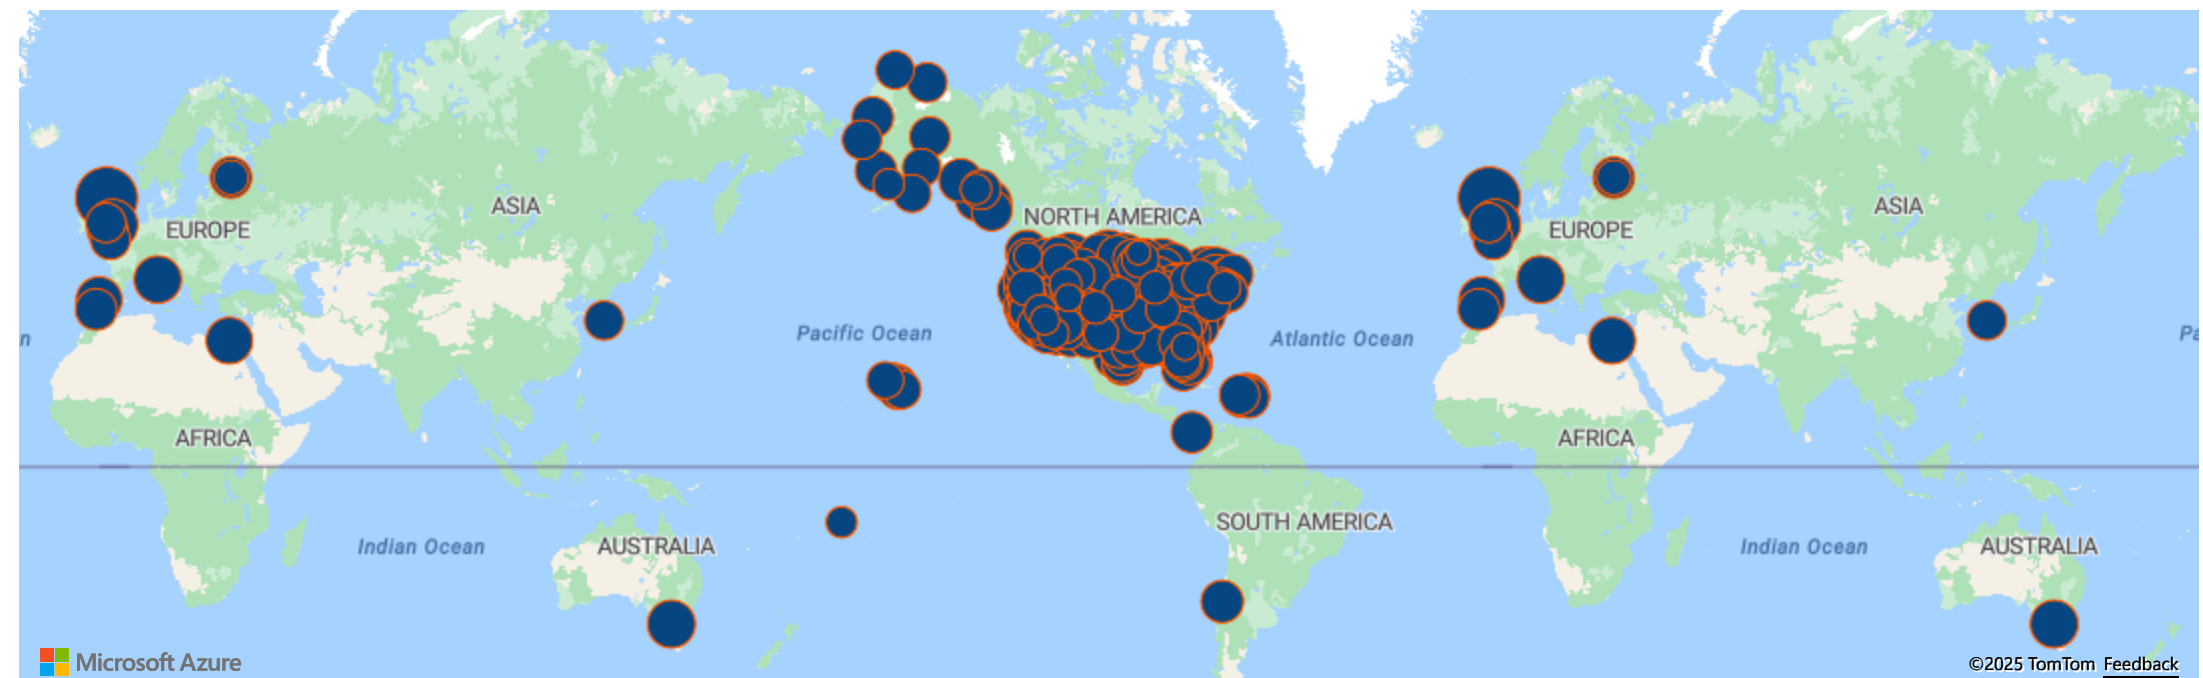 ASIA
EUROPE
NORTH AMERICA
ASIA
EUROPE
n
Pacific Ocean
Atlantic Ocean
Pa
AFRICA
AFRICA
SOUTH AMERICA
Indian Ocean
AUSTRALIA
Indian Ocean
AUSTRALIA
Microsoft Azure
©2025 TomTom Feedback